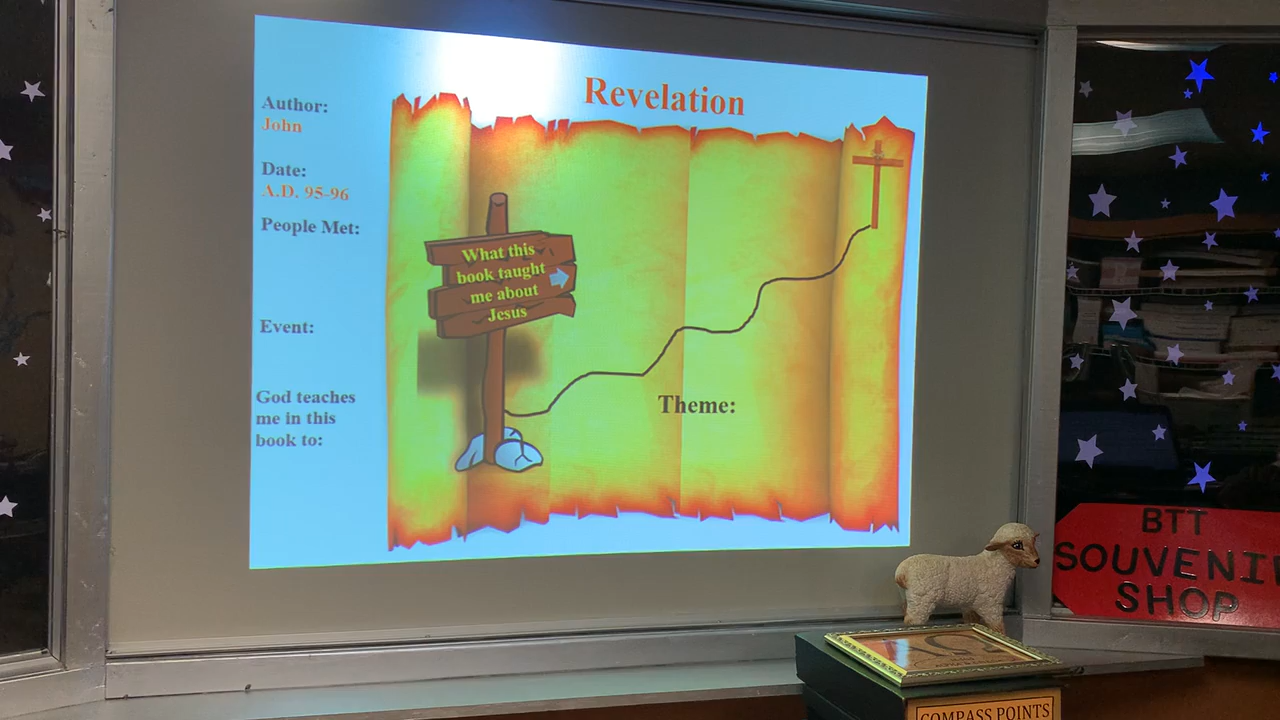 Revelation
Author:
John
Date:
A.D. 95-96
People Met:
Event:
God teaches
me in this
book to:
What this
book taught
me about
Jesus
Theme:
BTT
SOUVENI
SHOP
COMPASS POINTS